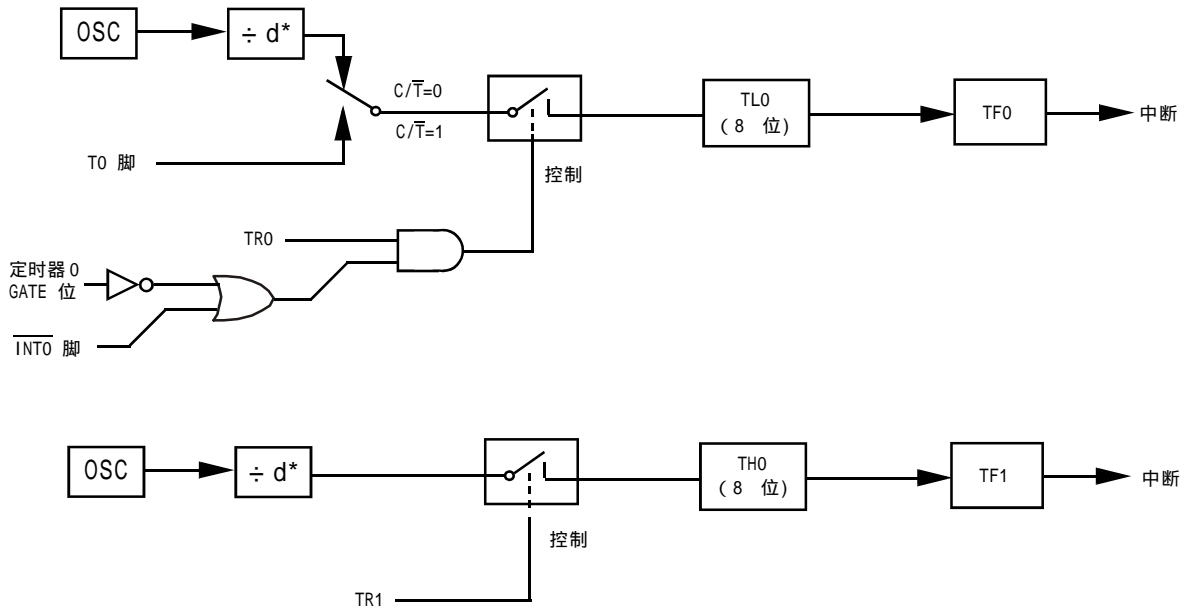 OSC
÷ d*
C/T̅=0
C/T̅=1
T0 脚
控制
TL0
(8 位)
TF0
中断
TR0
定时器0
GATE 位
I̅N̅T̅0̅ 脚
OSC
÷ d*
控制
TR1
TH0
(8 位)
TF1
中断